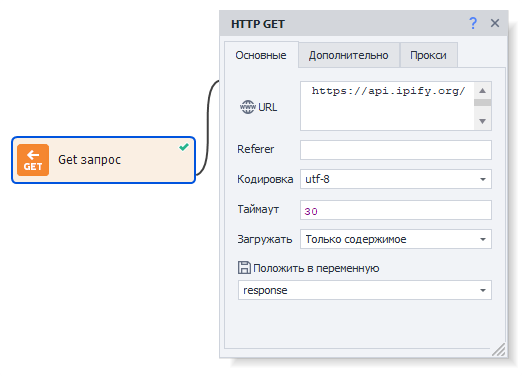 HTTP GET
?
Основные
Дополнительно
Прокси
www
URL
https://api.ipify.org/
GET
Get запрос
Referer
Кодировка
utf-8
Таймаут
30
Загружать
Только содержимое
Положить в переменную
response